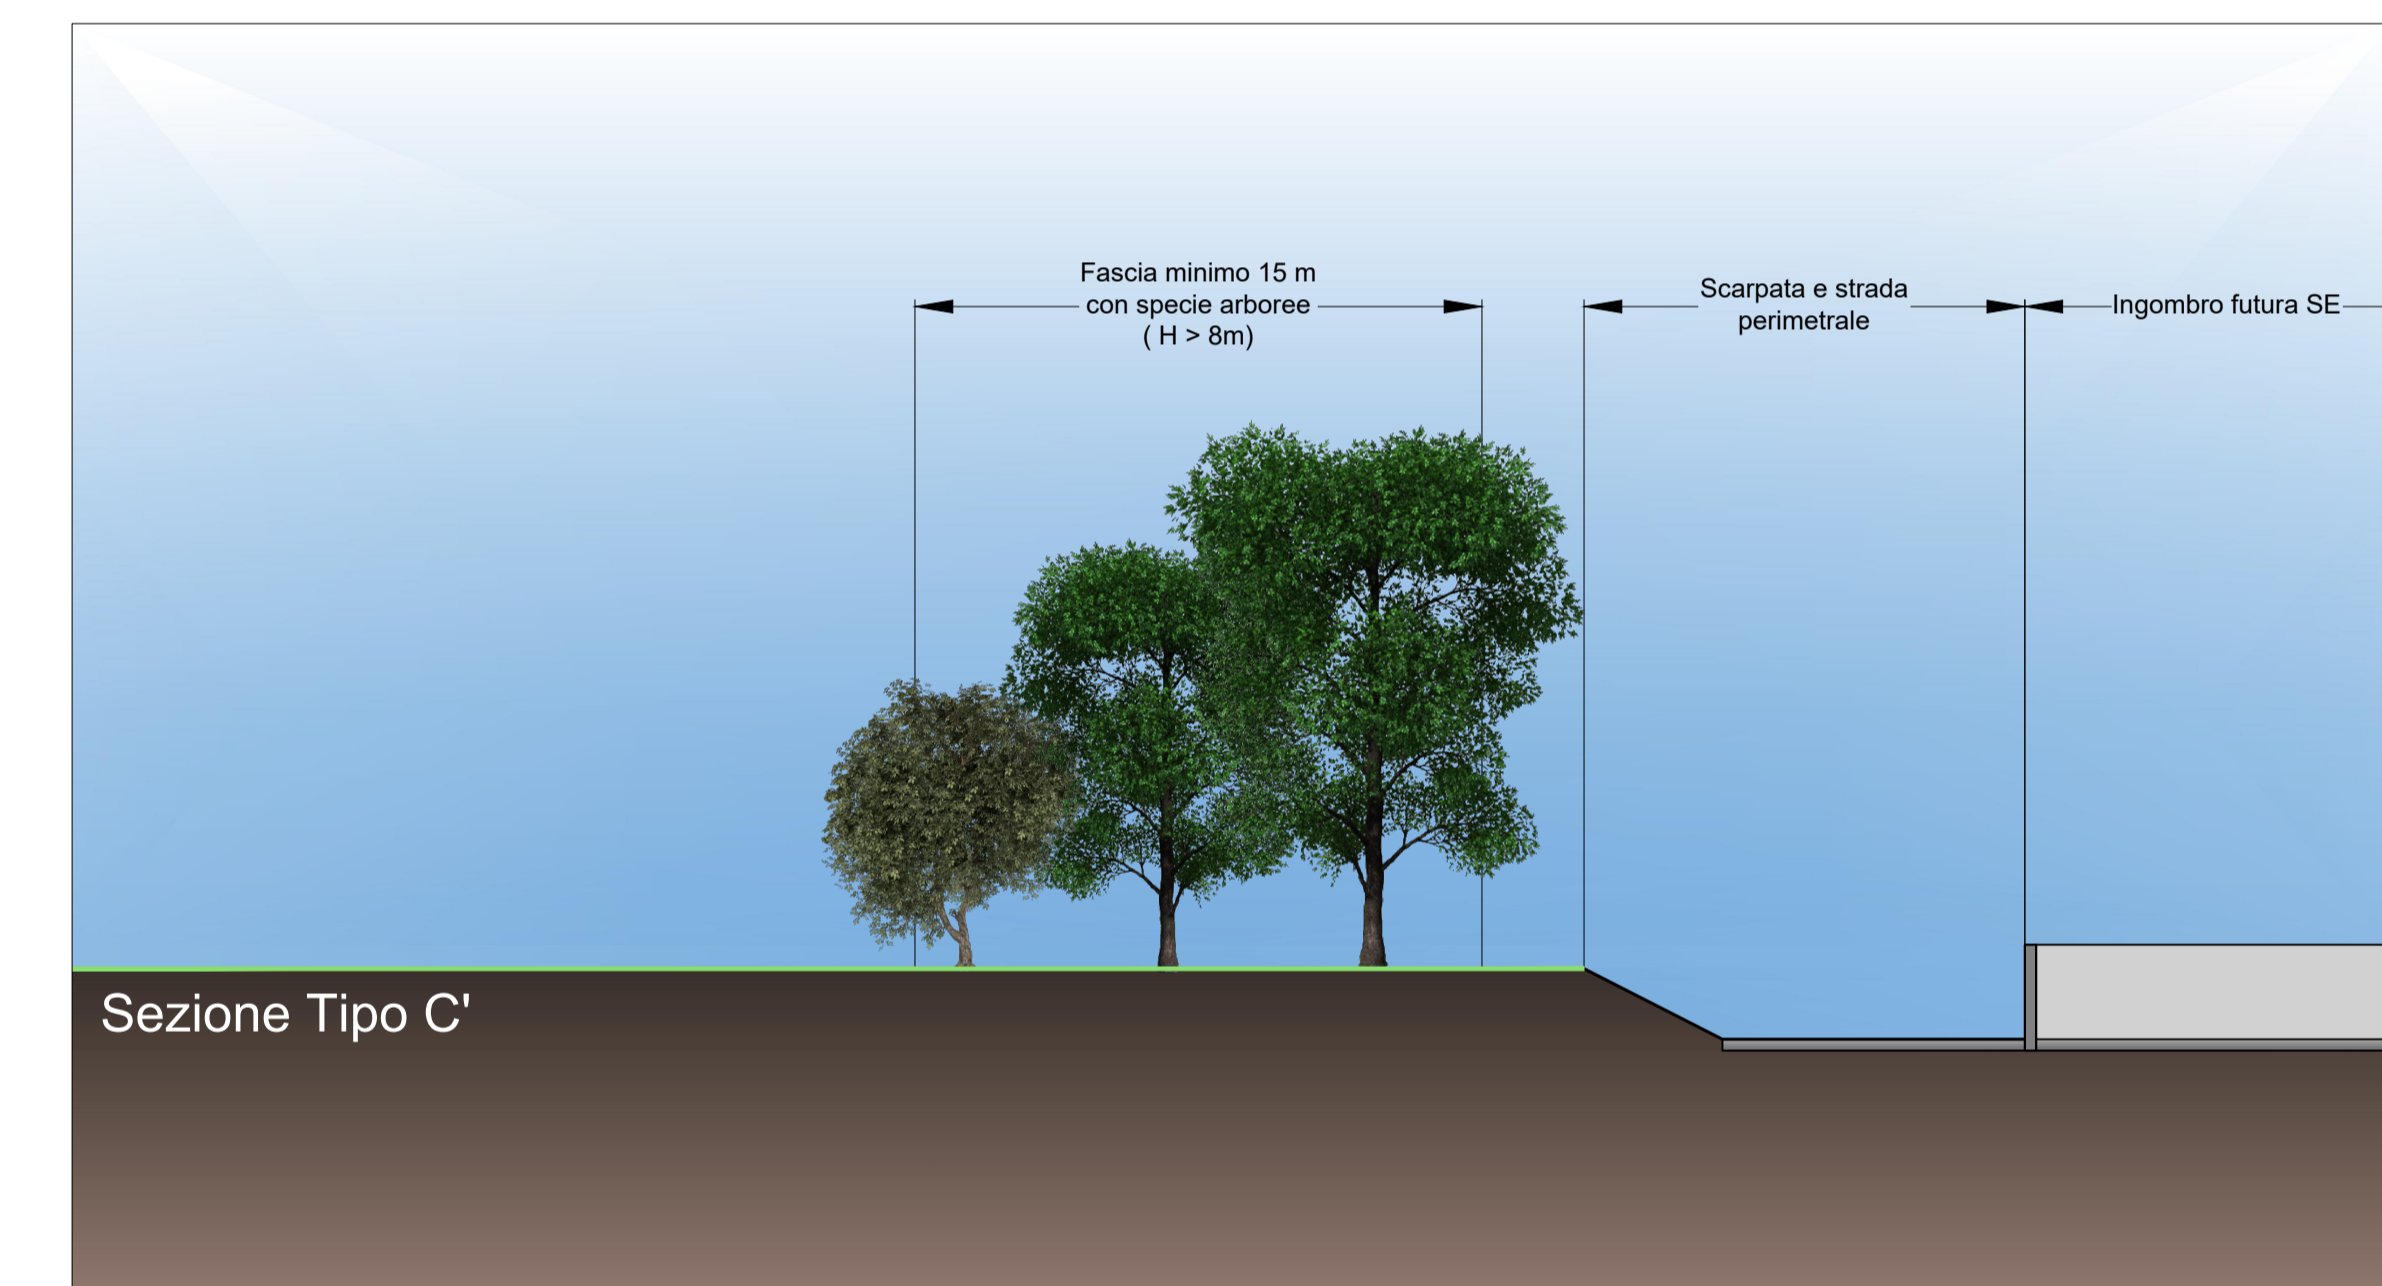 Fascia minimo 15 m
con specie arboree
( H > 8m)
Scarpata e strada
perimetrale
Ingombro futura SE
Sezione Tipo C'